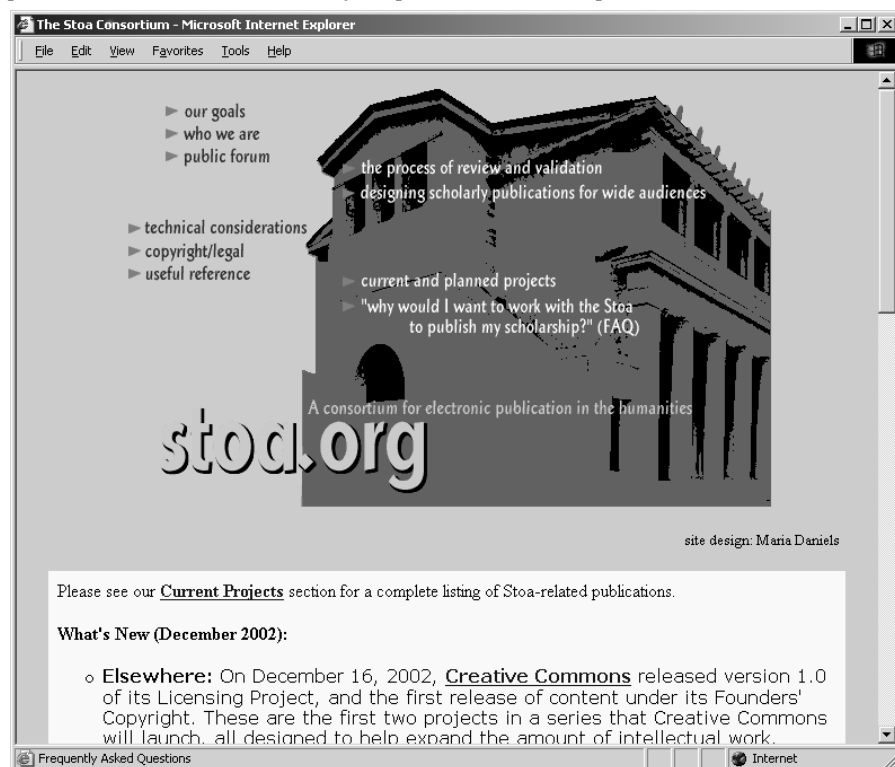 The Stoa Consortium - Microsoft Internet Explorer
File Edit View Favorites Tools Help
our goals
who we are
public forum
the process of review and validation
designing scholarly publications for wide audiences
technical considerations
copyright/legal
useful reference
current and planned projects
"why would I want to work with the Stoa
to publish my scholarship?" (FAQ)
A consortium for electronic publication in the humanities
stoa.org
site design: Maria Daniels
Please see our Current Projects section for a complete listing of Stoa-related publications.
What's New (December 2002):
Elsewhere: On December 16, 2002, Creative Commons released version 1.0
of its Licensing Project, and the first release of content under its Founders'
Copyright. These are the first two projects in a series that Creative Commons
will launch, all designed to help expand the amount of intellectual work,
Frequently Asked Questions Internet